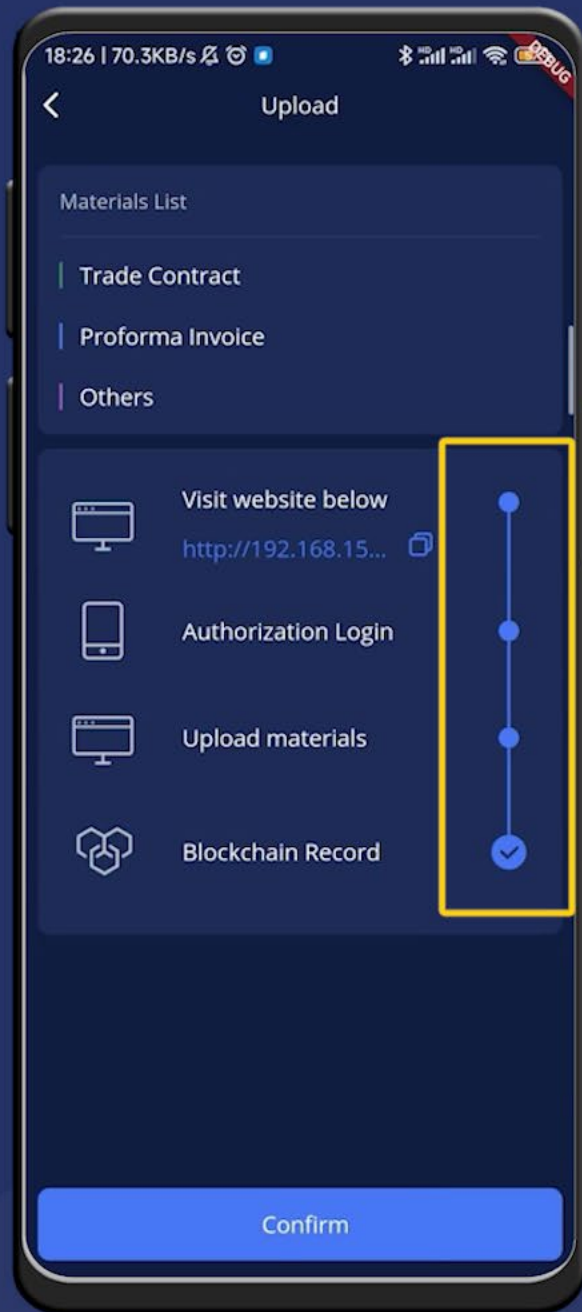 18:26 | 70.3KB/s
DEBUG
Upload
Materials List
Trade Contract
Proforma Invoice
Others
Visit website below
http://192.168.15...
Authorization Login
Upload materials
Blockchain Record
Confirm